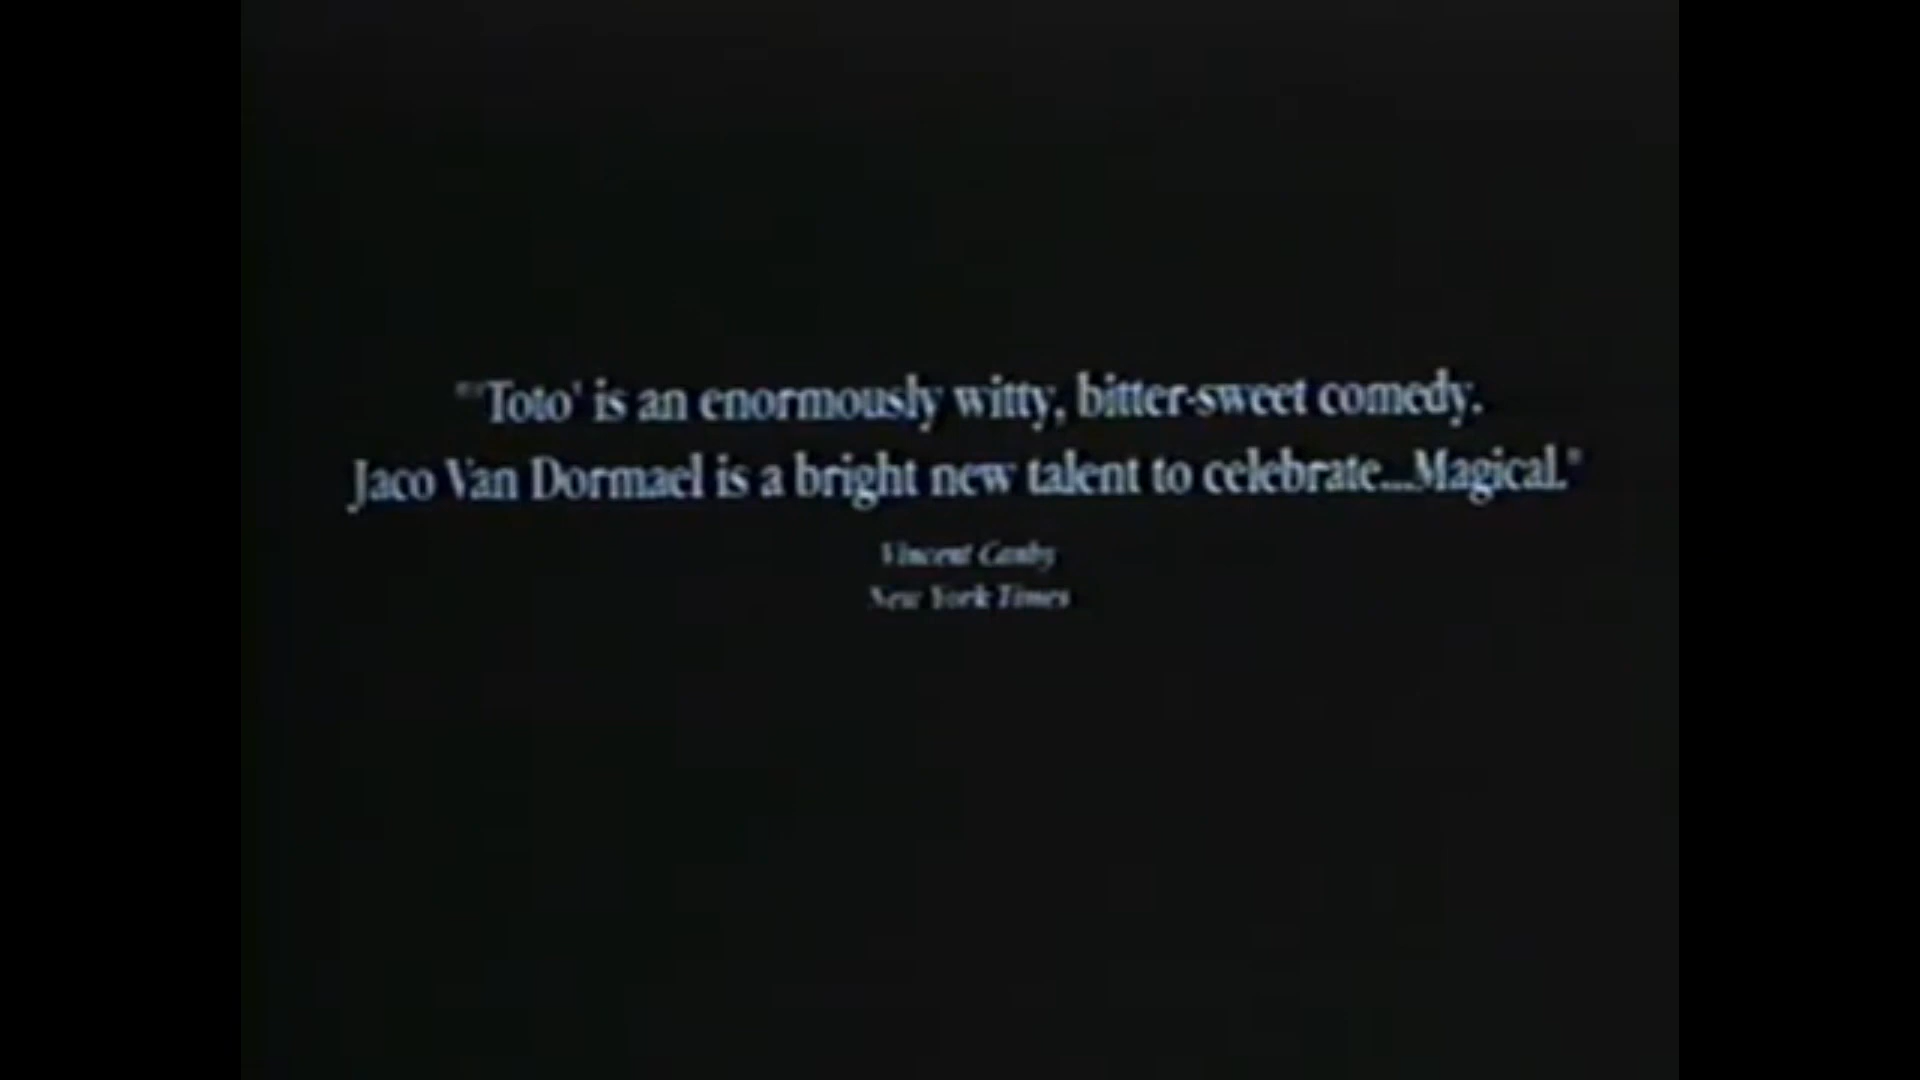 "'Toto' is an enormously witty, bitter-sweet comedy.
Jaco Van Dormael is a bright new talent to celebrate...Magical."
Vincent Canby
New York Times